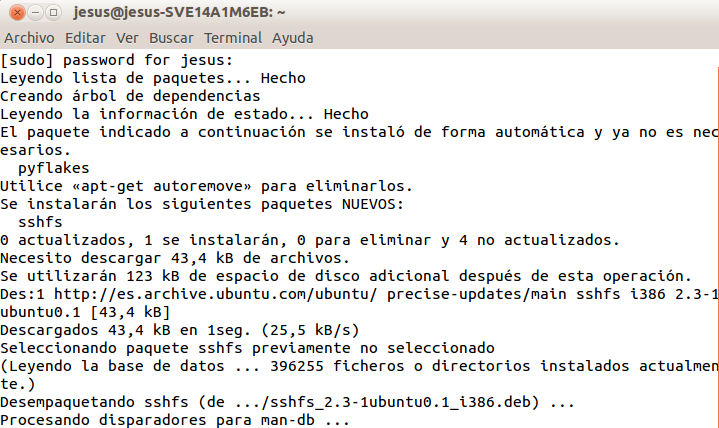 jesus@jesus-SVE14A1M6EB: ~
Archivo Editar Ver Buscar Terminal Ayuda
[sudo] password for jesus:
Leyendo lista de paquetes... Hecho
Creando árbol de dependencias
Leyendo la información de estado... Hecho
El paquete indicado a continuación se instaló de forma automática y ya no es nec
esarios.
  pyflakes
Utilice «apt-get autoremove» para eliminarlos.
Se instalarán los siguientes paquetes NUEVOS:
  sshfs
0 actualizados, 1 se instalarán, 0 para eliminar y 4 no actualizados.
Necesito descargar 43,4 kB de archivos.
Se utilizarán 123 kB de espacio de disco adicional después de esta operación.
Des:1 http://es.archive.ubuntu.com/ubuntu/ precise-updates/main sshfs i386 2.3-1
ubuntu0.1 [43,4 kB]
Descargados 43,4 kB en 1seg. (25,5 kB/s)
Seleccionando paquete sshfs previamente no seleccionado
(Leyendo la base de datos ... 396255 ficheros o directorios instalados actualmen
te.)
Desempaquetando sshfs (de .../sshfs_2.3-1ubuntu0.1_i386.deb) ...
Procesando disparadores para man-db ...